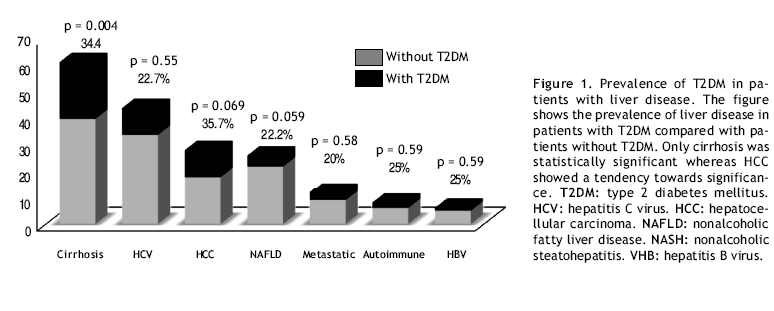 p = 0.004
34.4
p = 0.55
22.7%
p = 0.069
35.7%
p = 0.059
22.2%
p = 0.58
20%
p = 0.59
25%
p = 0.59
25%
Without T2DM
With T2DM
70
60
50
40
30
20
10
0
Cirrhosis HCV HCC NAFLD Metastatic Autoimmune HBV
Figure 1. Prevalence of T2DM in pa-
tients with liver disease. The figure
shows the prevalence of liver disease in
patients with T2DM compared with pa-
tients without T2DM. Only cirrhosis was
statistically significant whereas HCC
showed a tendency towards significan-
ce. T2DM: type 2 diabetes mellitus.
HCV: hepatitis C virus. HCC: hepatoce-
llular carcinoma. NAFLD: nonalcoholic
fatty liver disease. NASH: nonalcoholic
steatohepatitis. VHB: hepatitis B virus.